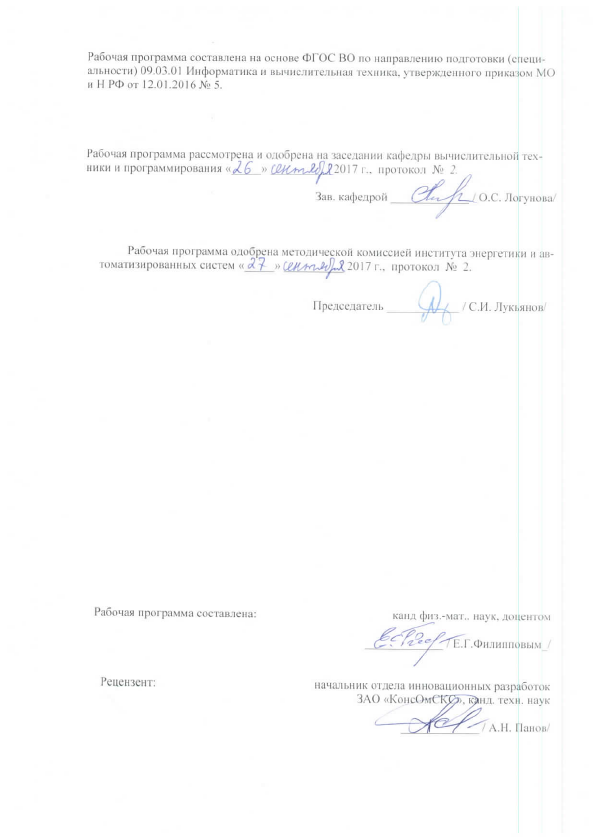 Рабочая программа составлена на основе ФГОС ВО по направлению подготовки (специ-
альности) 09.03.01 Информатика и вычислительная техника, утвержденного приказом МО
и Н РФ от 12.01.2016 № 5.
Рабочая программа рассмотрена и одобрена на заседании кафедры вычислительной тех-
ники и программирования «26» сентября 2017 г., протокол № 2.
Зав. кафедрой / О.С. Логунова/
Рабочая программа одобрена методической комиссией института энергетики и ав-
томатизированных систем «27» сентября 2017 г., протокол № 2.
Председатель / С.И. Лукьянов/
Рабочая программа составлена: канд физ.-мат.. наук, доцентом
/ Е.Г.Филипповым_/
Рецензент: начальник отдела инновационных разработок
ЗАО «КонсОмСКС», канд. техн. наук
/ А.Н. Панов/